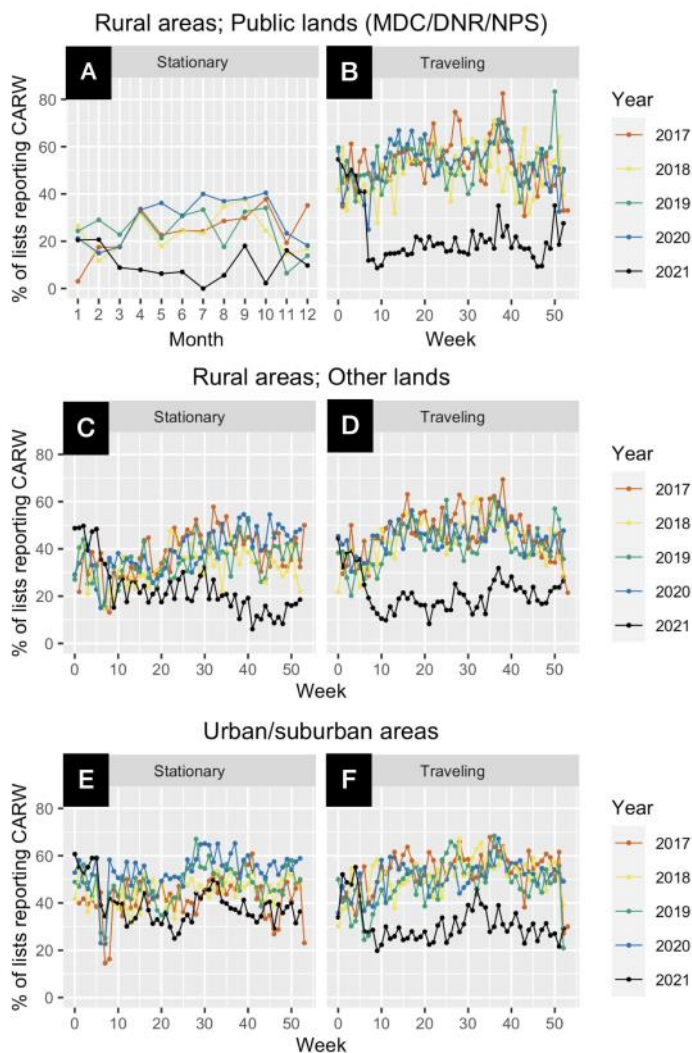 Rural areas; Public lands (MDC/DNR/NPS)
A Stationary
B Traveling
% of lists reporting CARW
80
60
40
20
0
1 2 3 4 5 6 7 8 9 10 11 12
Month
0 10 20 30 40 50
Week
Year
2017
2018
2019
2020
2021
Rural areas; Other lands
C Stationary
D Traveling
% of lists reporting CARW
80
60
40
20
0
0 10 20 30 40 50
Week
0 10 20 30 40 50
Week
Year
2017
2018
2019
2020
2021
Urban/suburban areas
E Stationary
F Traveling
% of lists reporting CARW
80
60
40
20
0
0 10 20 30 40 50
Week
0 10 20 30 40 50
Week
Year
2017
2018
2019
2020
2021